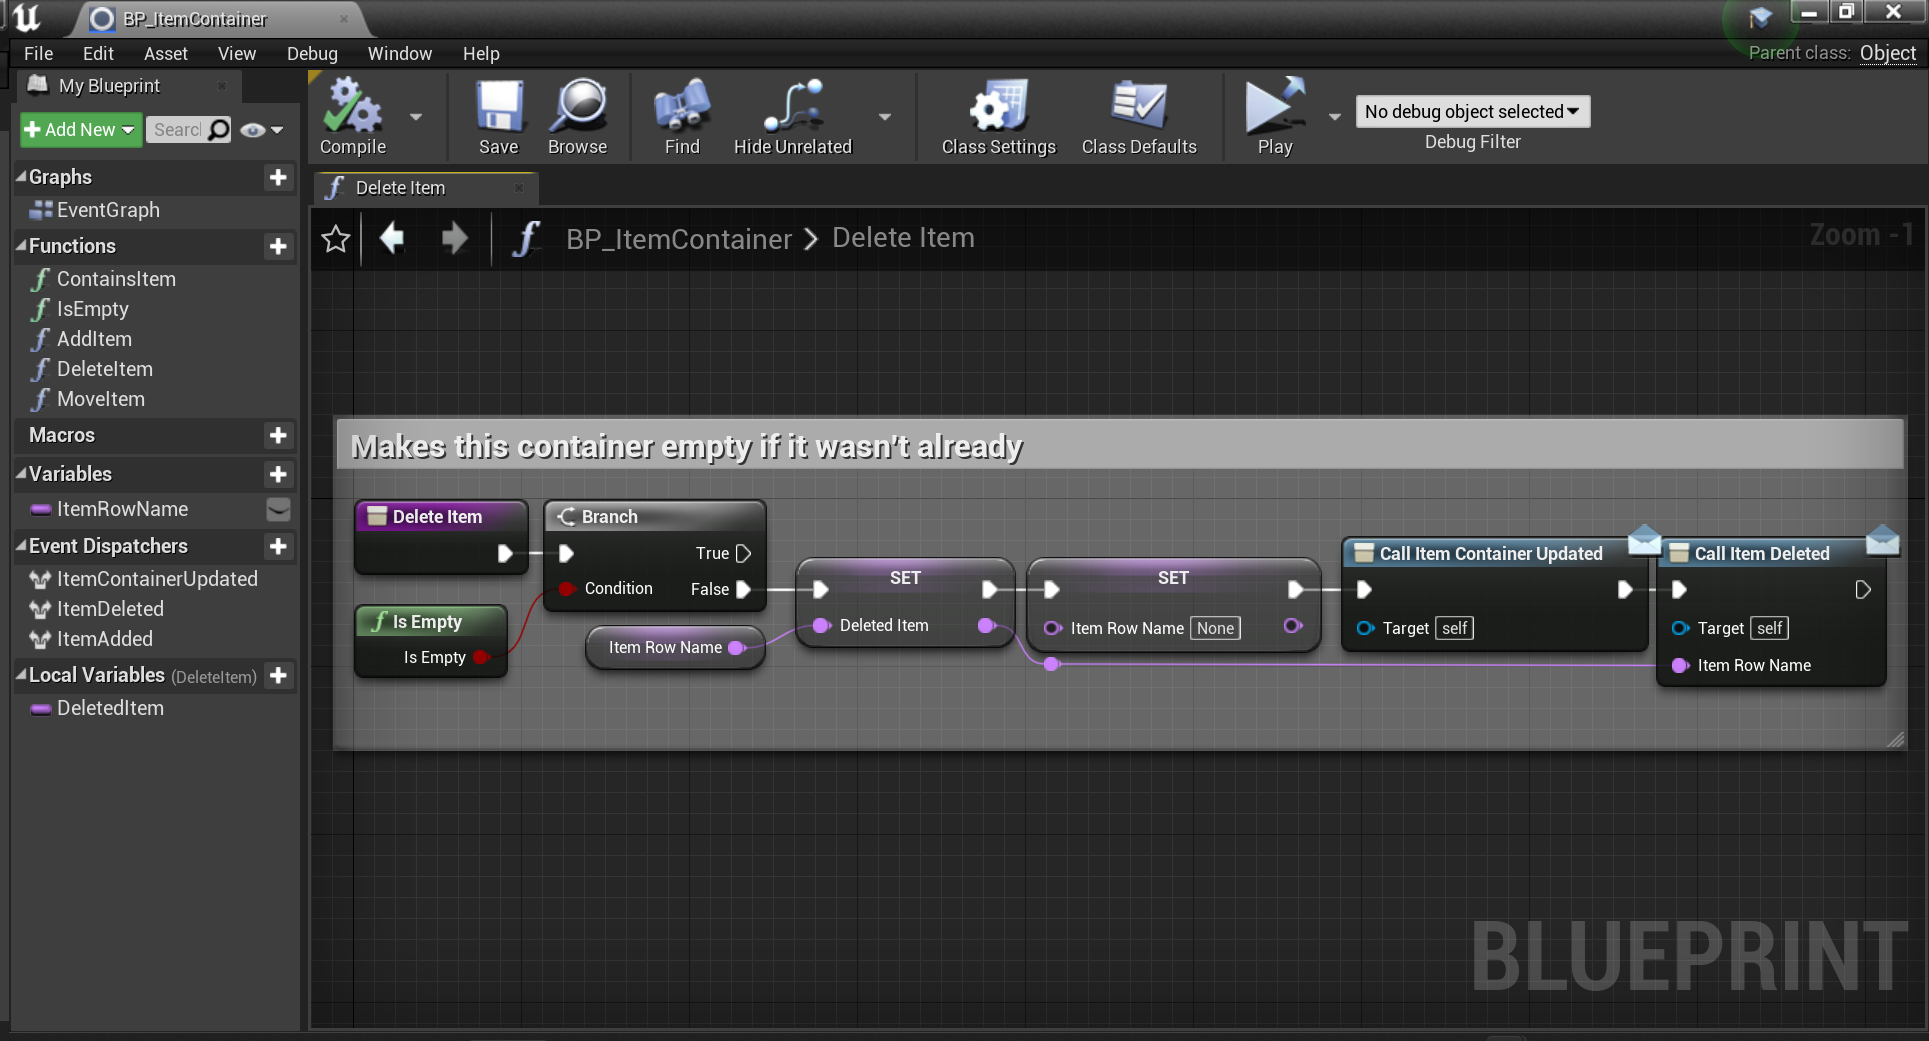 BP_ItemContainer
File Edit Asset View Debug Window Help
Parent class: Object
My Blueprint
Add New
Searc
Compile
Save
Browse
Find
Hide Unrelated
Class Settings
Class Defaults
Play
No debug object selected
Debug Filter
Graphs
EventGraph
Functions
ContainsItem
IsEmpty
AddItem
DeleteItem
MoveItem
Macros
Variables
ItemRowName
Event Dispatchers
ItemContainerUpdated
ItemDeleted
ItemAdded
Local Variables (DeleteItem)
DeletedItem
Delete Item
BP_ItemContainer > Delete Item
Zoom -1
Makes this container empty if it wasn't already
Delete Item
Branch
True
Condition
False
Is Empty
Is Empty
Item Row Name
SET
Deleted Item
SET
Item Row Name None
Call Item Container Updated
Target self
Call Item Deleted
Target self
Item Row Name
BLUEPRINT